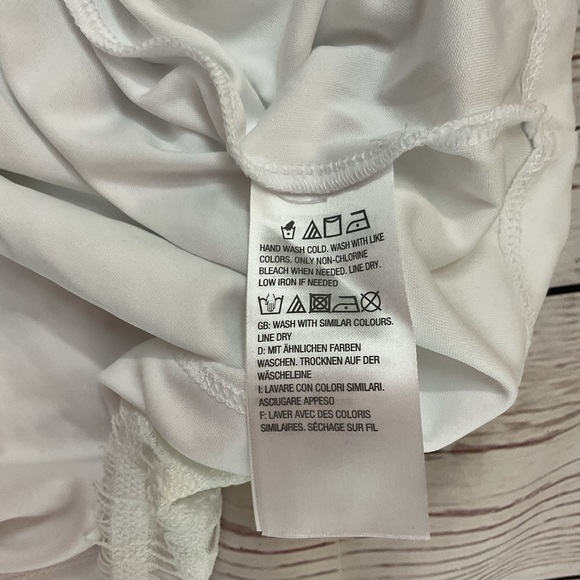 HAND WASH COLD. WASH WITH LIKE
COLORS. ONLY NON-CHLORINE
BLEACH WHEN NEEDED. LINE DRY.
LOW IRON IF NEEDED
GB: WASH WITH SIMILAR COLOURS.
LINE DRY
D: MIT ÄHNLICHEN FARBEN
WASCHEN. TROCKNEN AUF DER
WÄSCHELEINE
I: LAVARE CON COLORI SIMILARI.
ASCIUGARE APPESO
F: LAVER AVEC DES COLORIS
SIMILAIRES. SÉCHAGE SUR FIL